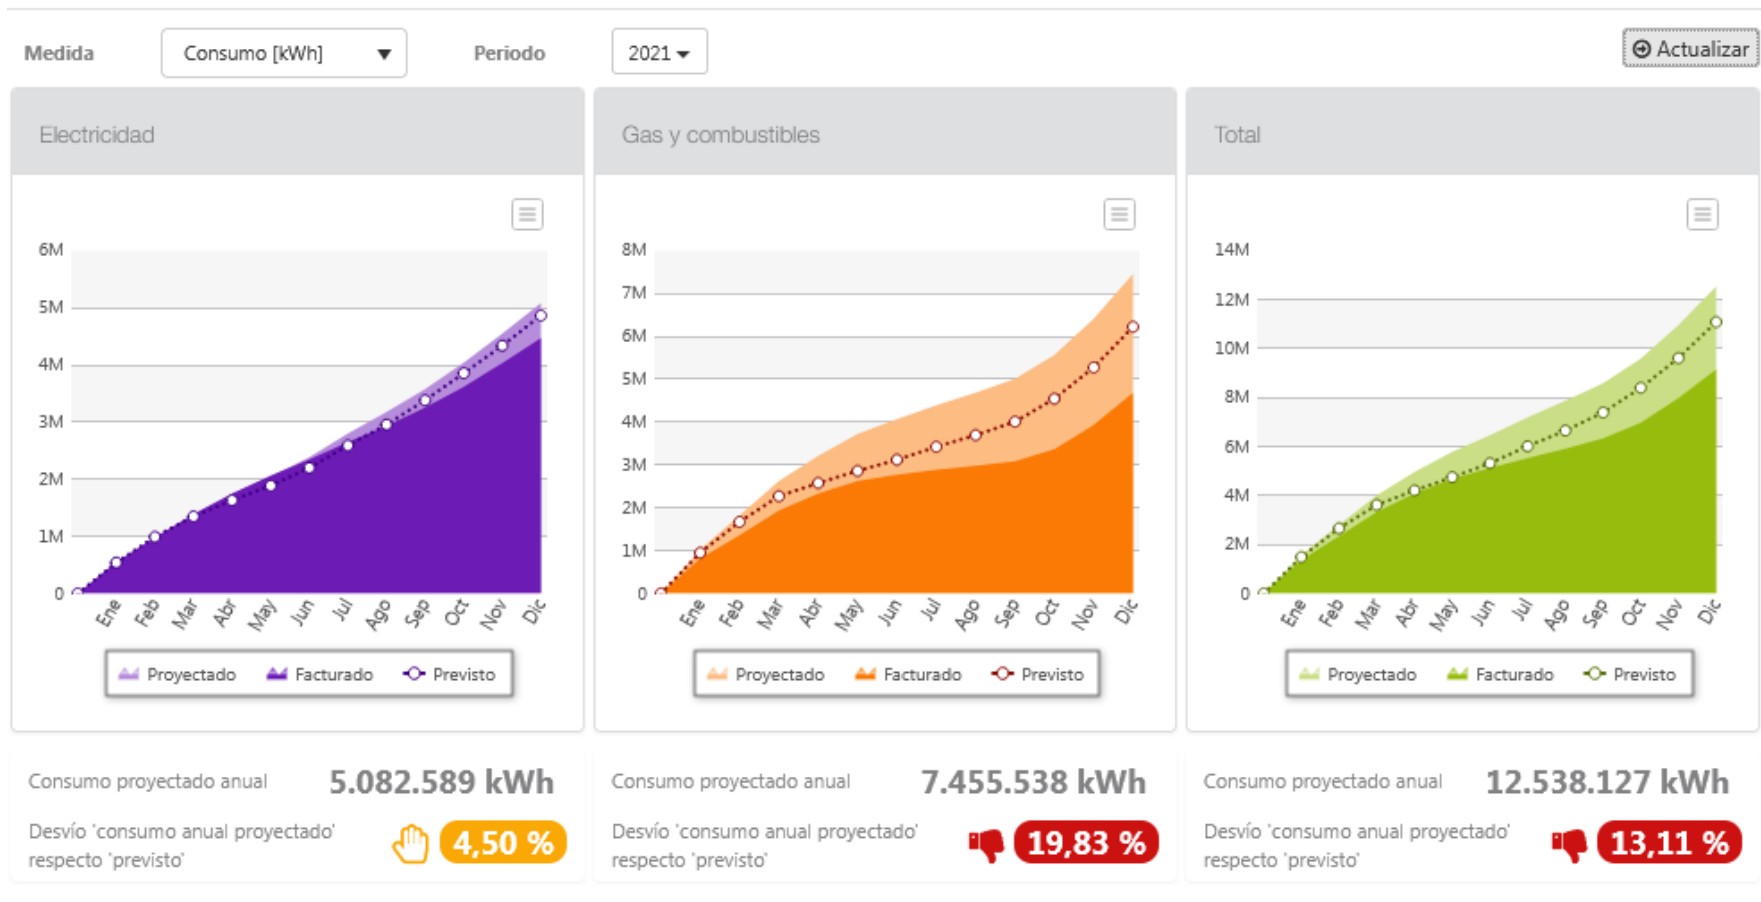 Medida Consumo [kWh] Periodo 2021 Actualizar
Electricidad
6M
5M
4M
3M
2M
1M
0
Ene Feb Mar Abr May Jun Jul Ago Sep Oct Nov Dic
Proyectado Facturado Previsto
Consumo proyectado anual 5.082.589 kWh
Desvío 'consumo anual proyectado'
respecto 'previsto'
4,50 %
Gas y combustibles
8M
7M
6M
5M
4M
3M
2M
1M
0
Ene Feb Mar Abr May Jun Jul Ago Sep Oct Nov Dic
Proyectado Facturado Previsto
Consumo proyectado anual 7.455.538 kWh
Desvío 'consumo anual proyectado'
respecto 'previsto'
19,83 %
Total
14M
12M
10M
8M
6M
4M
2M
0
Ene Feb Mar Abr May Jun Jul Ago Sep Oct Nov Dic
Proyectado Facturado Previsto
Consumo proyectado anual 12.538.127 kWh
Desvío 'consumo anual proyectado'
respecto 'previsto'
13,11 %